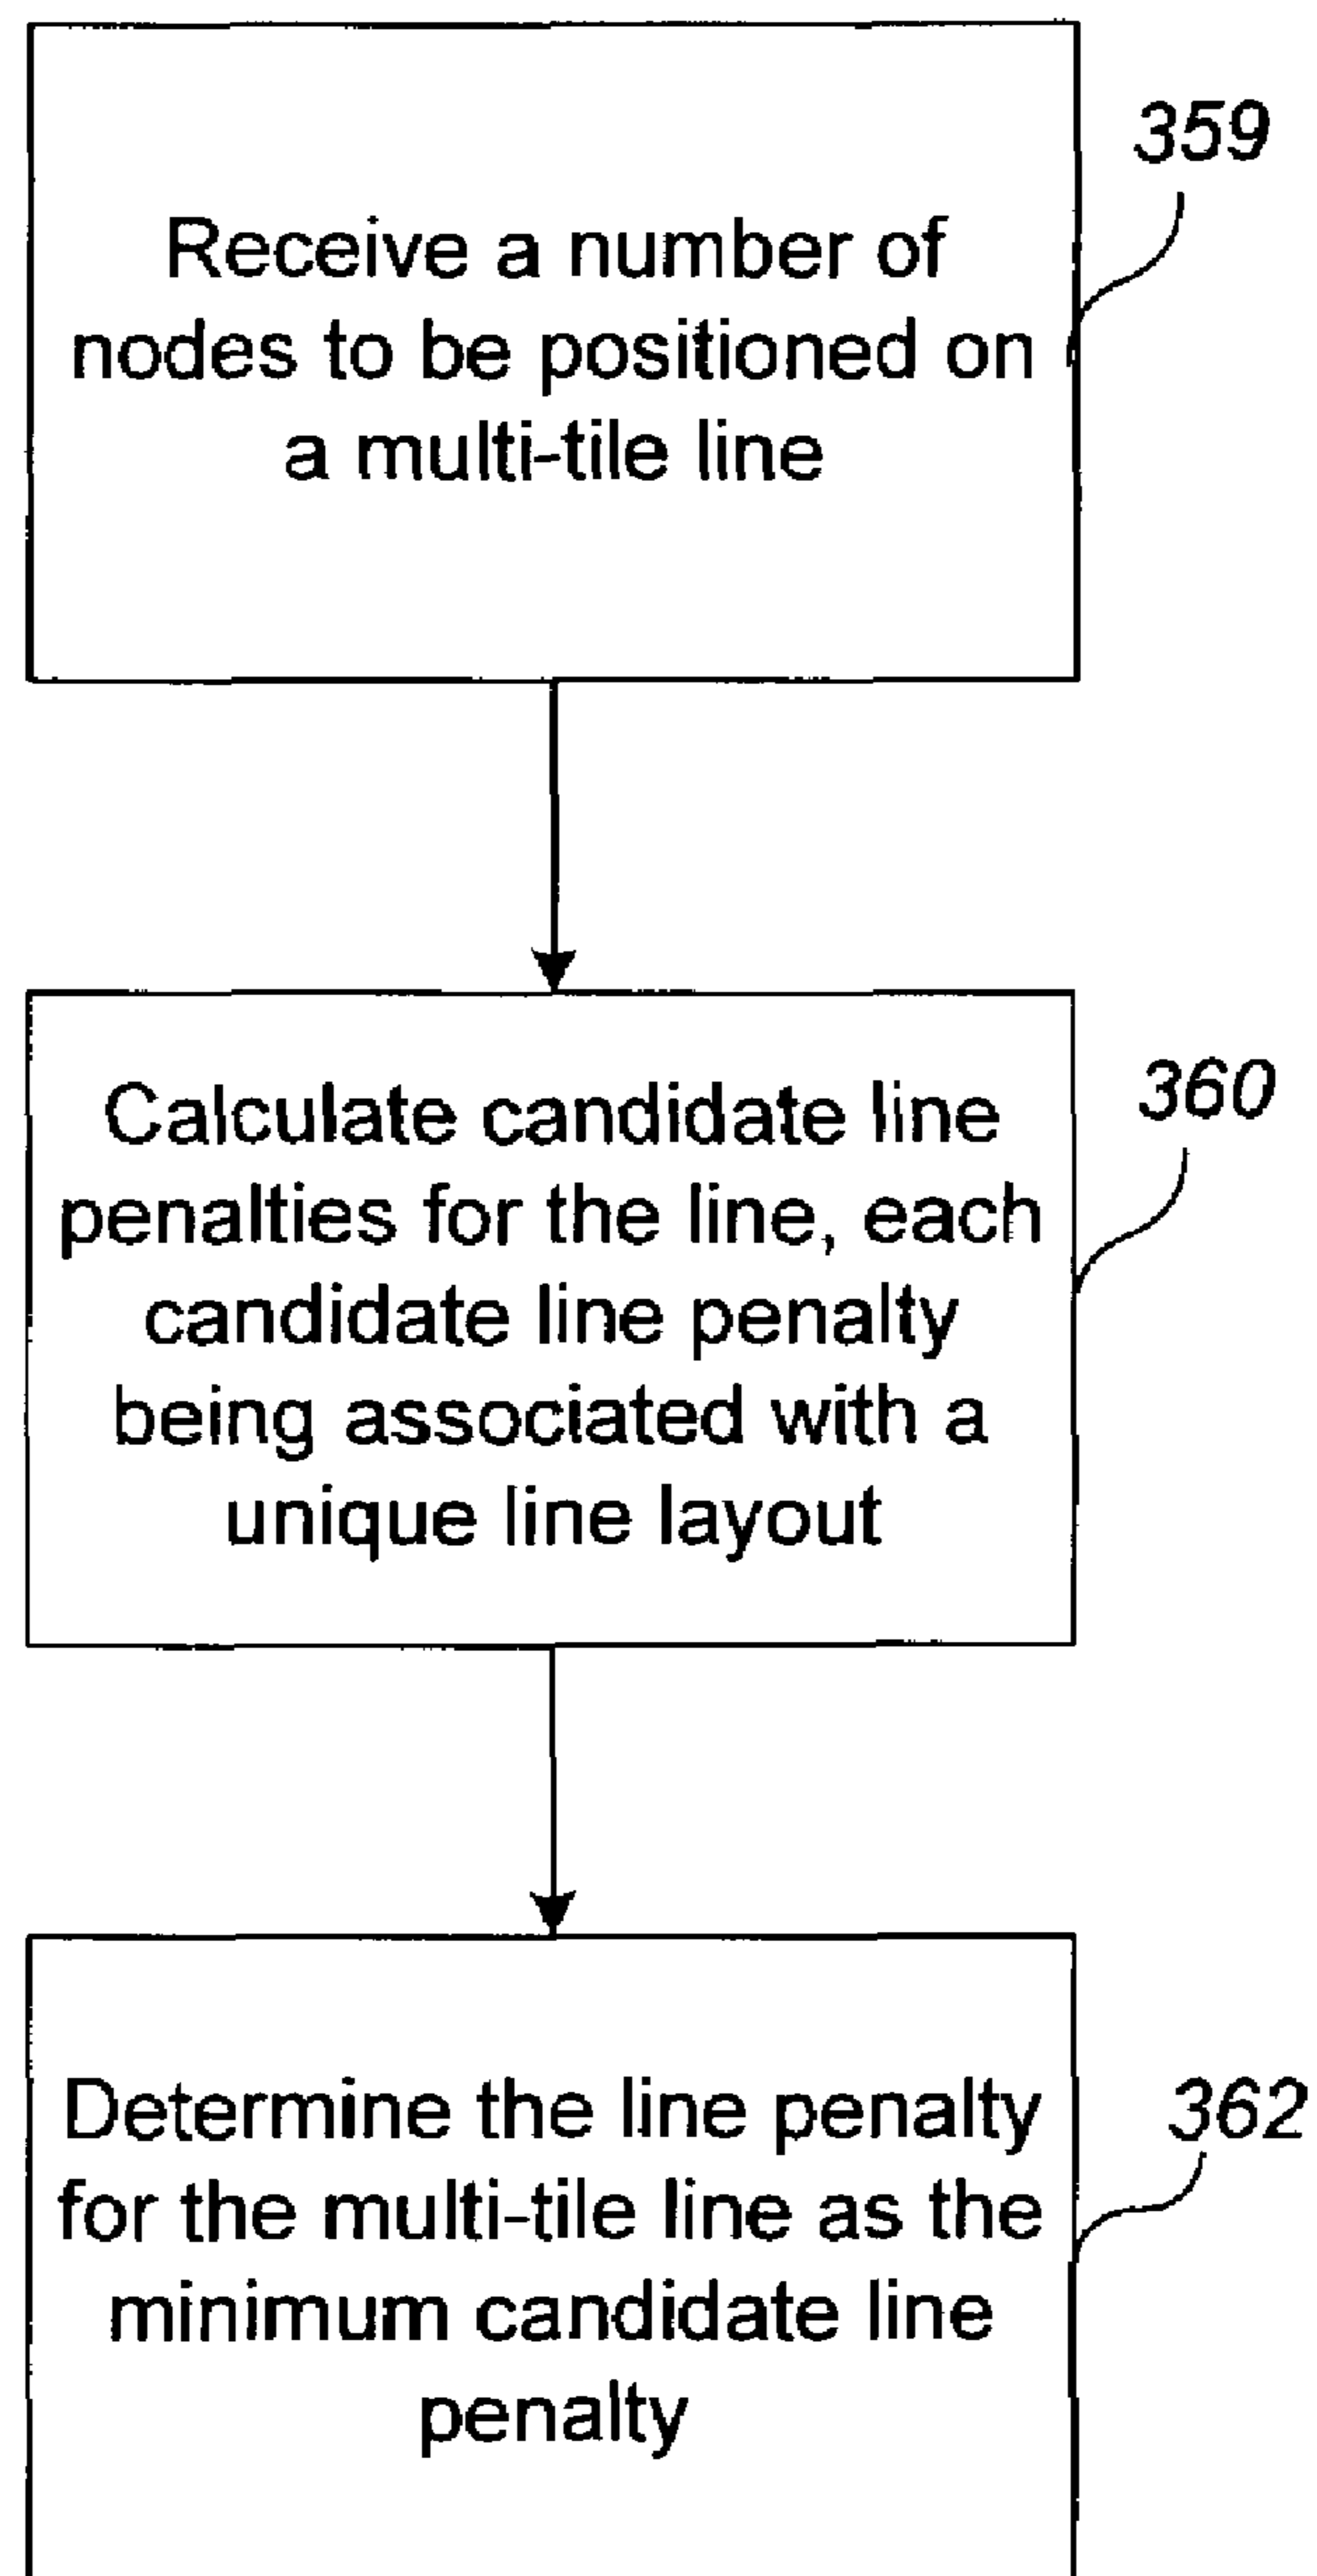 359
Receive a number of
nodes to be positioned on
a multi-tile line
360
Calculate candidate line
penalties for the line, each
candidate line penalty
being associated with a
unique line layout
362
Determine the line penalty
for the multi-tile line as the
minimum candidate line
penalty